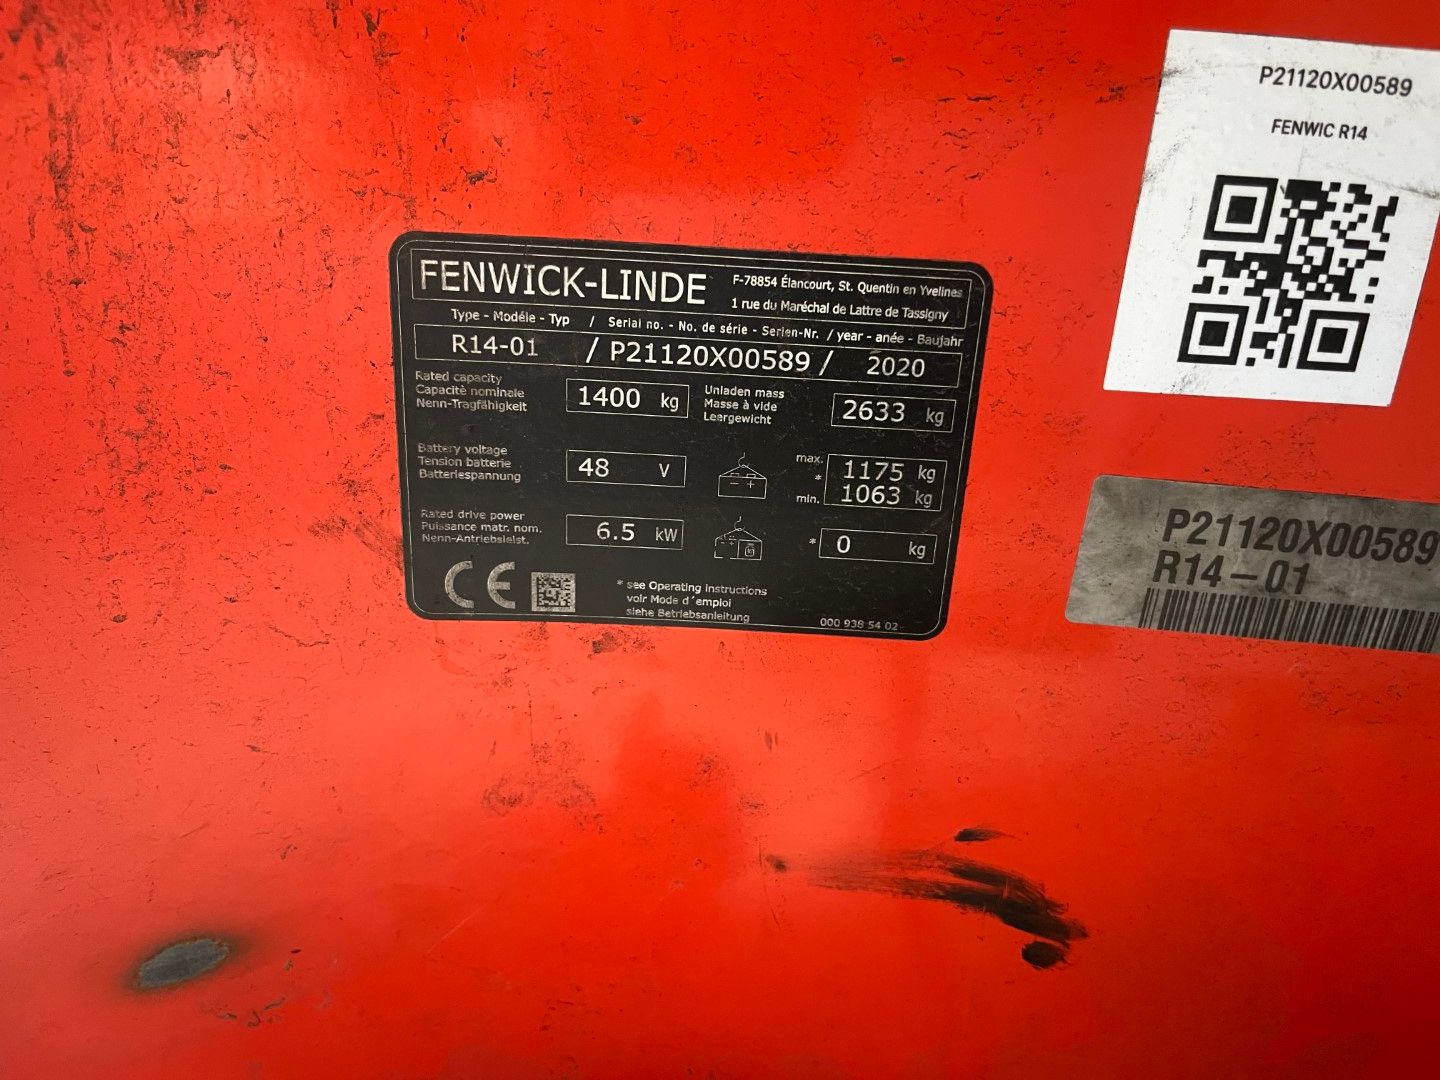 FENWICK-LINDE
F-78854 Élancourt, St. Quentin en Yvelines
1 rue du Maréchal de Lattre de Tassigny
Type - Modéle - Typ / Serial no. - No. de série - Serien-Nr. / year - anée - Baujahr
R14-01 / P21120X00589 / 2020
Rated capacity
Capacitè nominale
Nenn-Tragfähigkeit
1400 kg
Unladen mass
Masse à vide
Leergewicht
2633 kg
Battery voltage
Tension batterie
Batteriespannung
48 V
max. 1175 kg
*
min. 1063 kg
Rated drive power
Puissance matr. nom.
Nenn-Antriebsleist.
6.5 kW
* 0 kg
CE
* see Operating instructions
voir Mode d´emploi
siehe Betriebsanleitung
000 938 54 02
P21120X00589
FENWIC R14
P21120X00589
R14-01